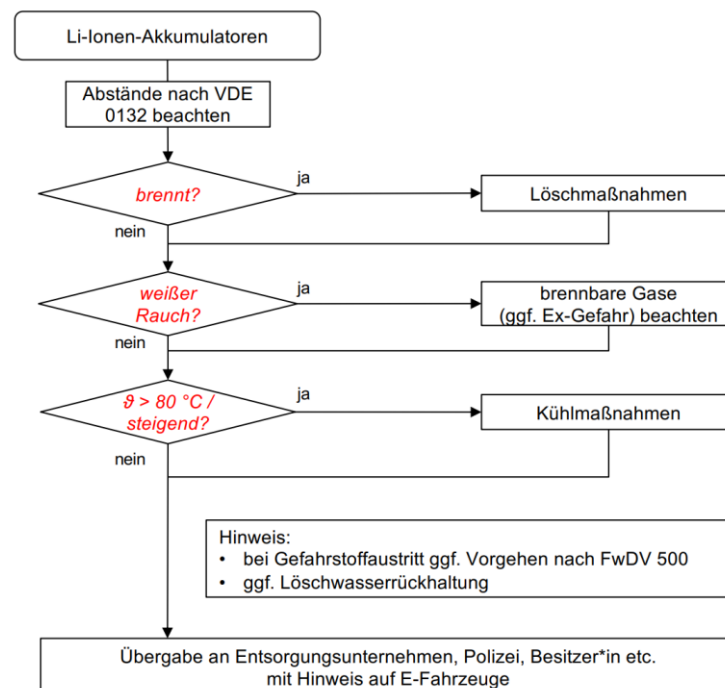 Li-Ionen-Akkumulatoren
Abstände nach VDE
0132 beachten
brennt?
ja
Löschmaßnahmen
nein
weißer
Rauch?
ja
brennbare Gase
(ggf. Ex-Gefahr) beachten
nein
ϑ > 80 °C /
steigend?
ja
Kühlmaßnahmen
nein
Hinweis:
• bei Gefahrstoffaustritt ggf. Vorgehen nach FwDV 500
• ggf. Löschwasserrückhaltung
Übergabe an Entsorgungsunternehmen, Polizei, Besitzer*in etc.
mit Hinweis auf E-Fahrzeuge